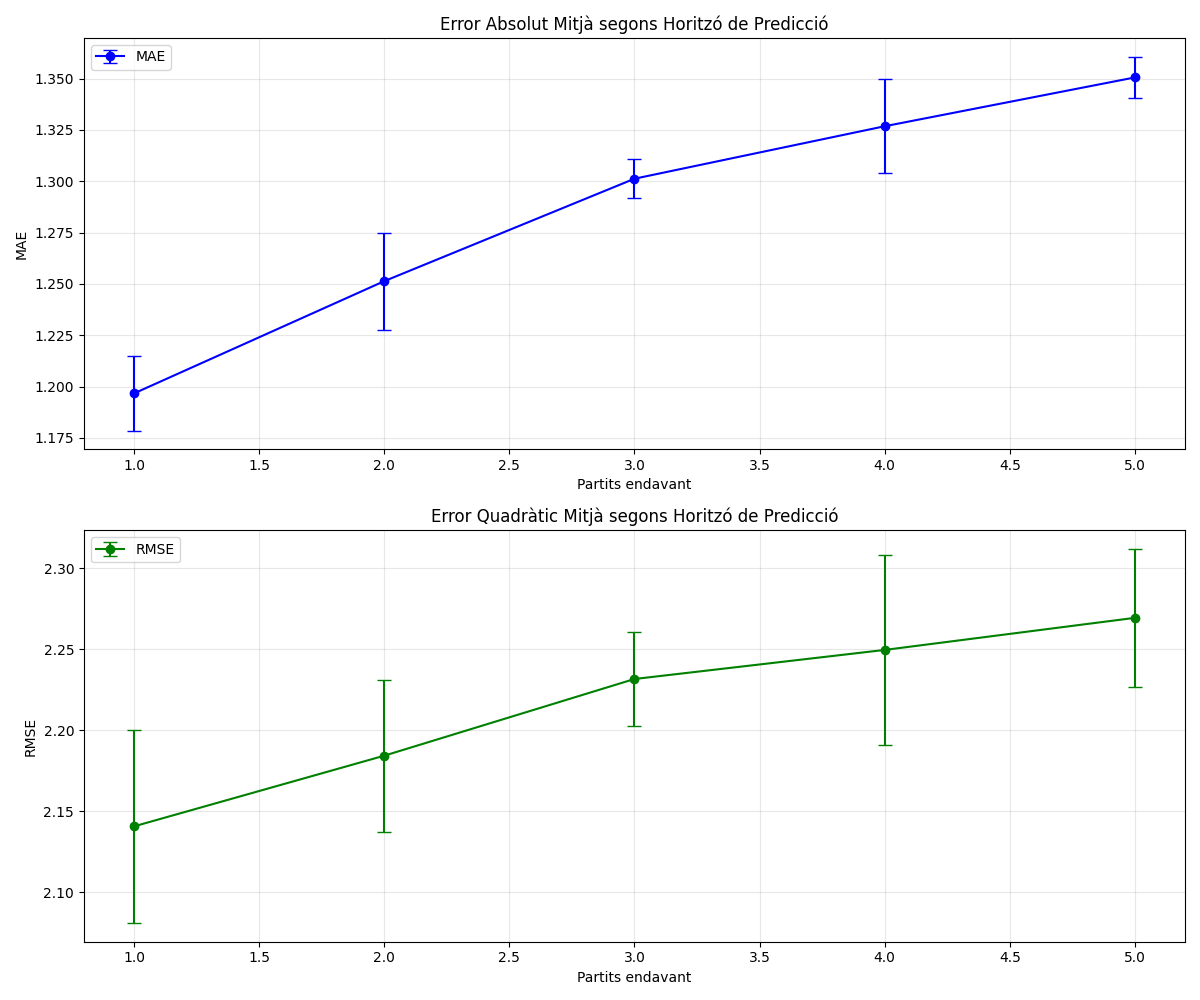 Error Absolut Mitjà segons Horitzó de Predicció
MAE
1.350
1.325
1.300
1.275
1.250
1.225
1.200
1.175
MAE
1.0 1.5 2.0 2.5 3.0 3.5 4.0 4.5 5.0
Partits endavant
Error Quadràtic Mitjà segons Horitzó de Predicció
RMSE
2.30
2.25
2.20
2.15
2.10
RMSE
1.0 1.5 2.0 2.5 3.0 3.5 4.0 4.5 5.0
Partits endavant